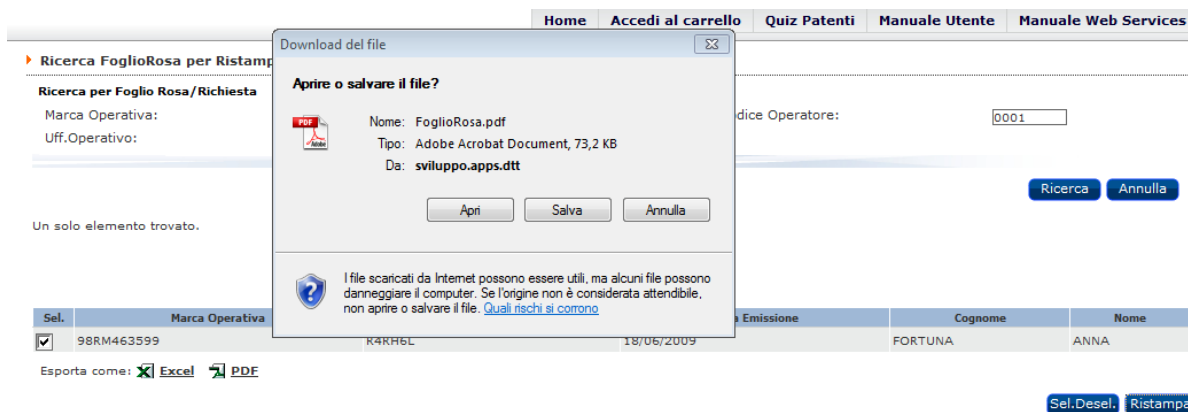 Home Accedi al carrello Quiz Patenti Manuale Utente Manuale Web Services
Download del file
Ricerca FoglioRosa per Ristamp
Aprire o salvare il file?
Ricerca per Foglio Rosa/Richiesta
Marca Operativa:
dice Operatore: 0001
Uff.Operativo:
PDF
Adobe
Nome: FoglioRosa.pdf
Tipo: Adobe Acrobat Document, 73,2 KB
Da: sviluppo.apps.dtt
Ricerca Annulla
Apri Salva Annulla
Un solo elemento trovato.
I file scaricati da Internet possono essere utili, ma alcuni file possono
danneggiare il computer. Se l'origine non è considerata attendibile,
non aprire o salvare il file. Quali rischi si corrono
Sel. Marca Operativa Emissione Cognome Nome
98RM463599 R4RH6L 18/06/2009 FORTUNA ANNA
Esporta come: Excel PDF
Sel.Desel. Ristampa